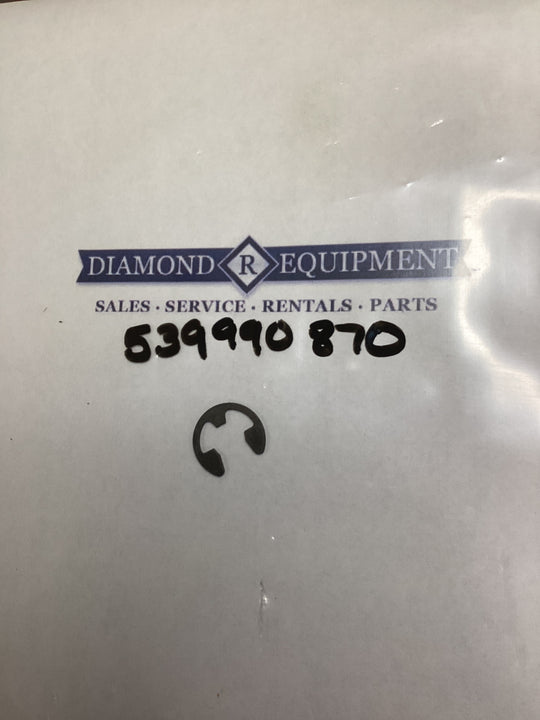 DIAMOND R EQUIPMENT
SALES · SERVICE · RENTALS · PARTS
539990 870